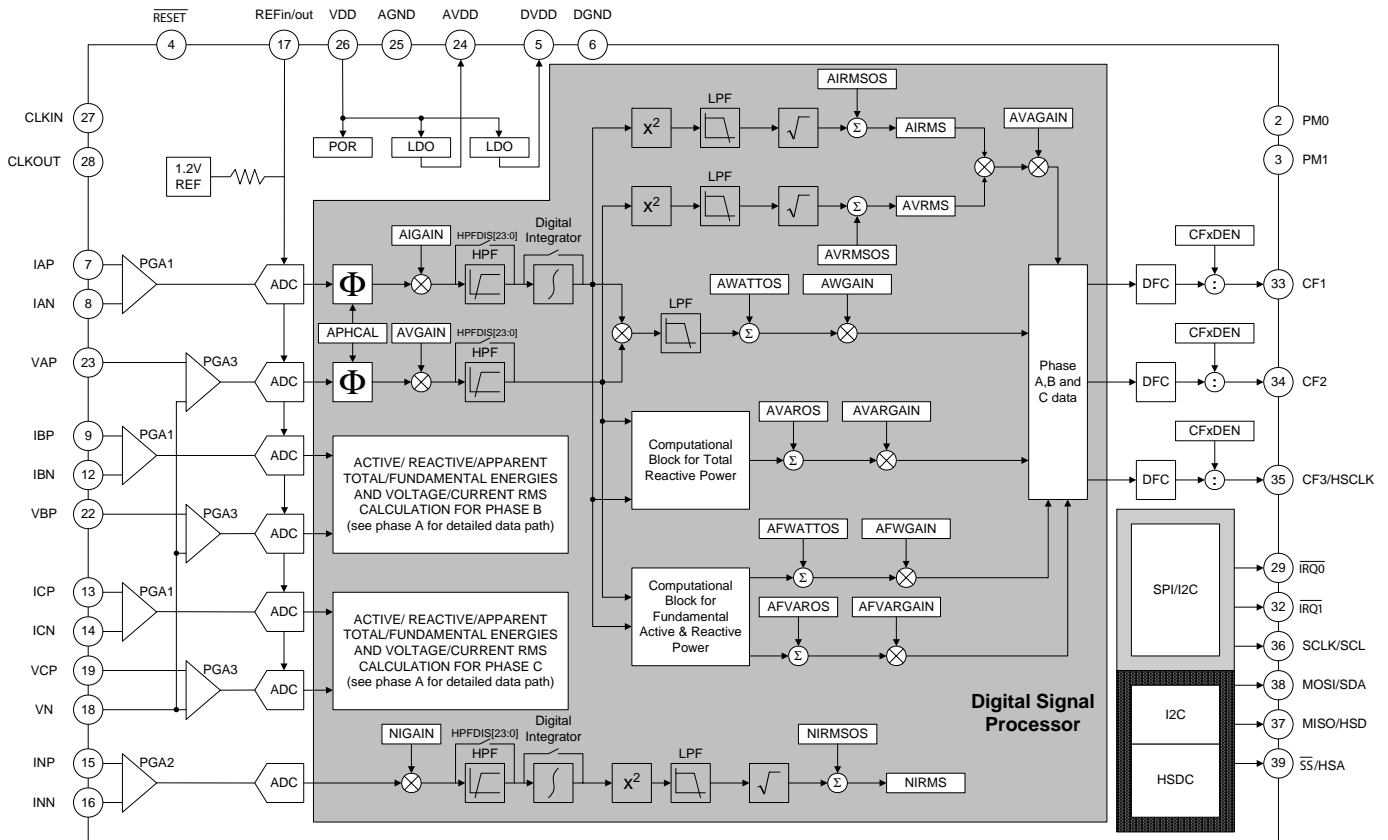 RESET
REFin/out
VDD
AGND
AVDD
DVDD
DGND
4
17
26
25
24
5
6
CLKIN
27
CLKOUT
28
1.2V
REF
POR
LDO
LDO
AIRMSOS
LPF
X²
√
Σ
AIRMS
AVAGAIN
2
PM0
3
PM1
LPF
X²
√
Σ
AVRMS
AVRMSOS
IAP
7
PGA1
IAN
8
ADC
Φ
AIGAIN
HPFDIS[23:0]
HPF
Digital
Integrator
∫
APHCAL
VAP
23
PGA3
ADC
Φ
AVGAIN
HPFDIS[23:0]
HPF
LPF
AWATTOS
Σ
AWGAIN
Phase
A,B and
C data
DFC
CFxDEN
:
33
CF1
DFC
CFxDEN
:
34
CF2
DFC
CFxDEN
:
35
CF3/HSCLK
IBP
9
PGA1
IBN
12
ADC
VBP
22
PGA3
ADC
ACTIVE/ REACTIVE/APPARENT
TOTAL/FUNDAMENTAL ENERGIES
AND VOLTAGE/CURRENT RMS
CALCULATION FOR PHASE B
(see phase A for detailed data path)
Computational
Block for Total
Reactive Power
AVAROS
Σ
AVARGAIN
ICP
13
PGA1
ICN
14
ADC
VCP
19
PGA3
VN
18
ADC
ACTIVE/ REACTIVE/APPARENT
TOTAL/FUNDAMENTAL ENERGIES
AND VOLTAGE/CURRENT RMS
CALCULATION FOR PHASE C
(see phase A for detailed data path)
Computational
Block for
Fundamental
Active & Reactive
Power
AFWATTOS
Σ
AFWGAIN
AFVAROS
Σ
AFVARGAIN
Digital Signal
Processor
SPI/I2C
29
IRQ0
32
IRQ1
36
SCLK/SCL
38
MOSI/SDA
I2C
37
MISO/HSD
HSDC
39
SS/HSA
INP
15
PGA2
INN
16
ADC
NIGAIN
HPFDIS[23:0]
HPF
Digital
Integrator
∫
X²
LPF
√
NIRMSOS
Σ
NIRMS